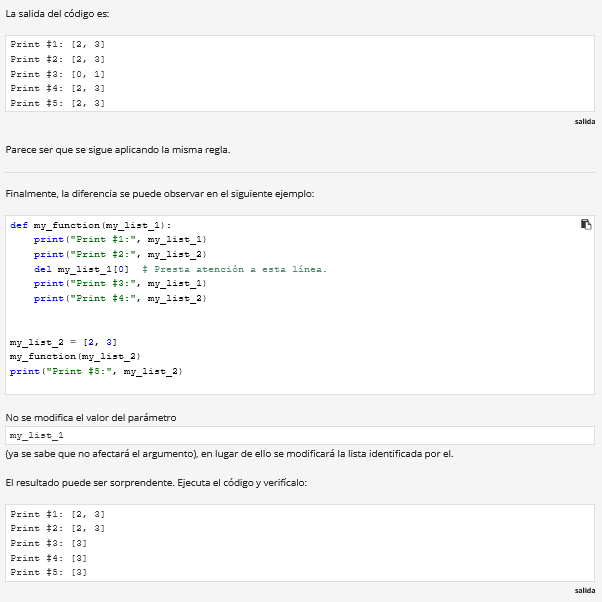 La salida del código es:
Print #1: [2, 3]
Print #2: [2, 3]
Print #3: [0, 1]
Print #4: [2, 3]
Print #5: [2, 3]
salida
Parece ser que se sigue aplicando la misma regla.
Finalmente, la diferencia se puede observar en el siguiente ejemplo:
def my_function(my_list_1):
    print("Print #1:", my_list_1)
    print("Print #2:", my_list_2)
    del my_list_1[0]  # Presta atención a esta línea.
    print("Print #3:", my_list_1)
    print("Print #4:", my_list_2)
my_list_2 = [2, 3]
my_function(my_list_2)
print("Print #5:", my_list_2)
No se modifica el valor del parámetro
my_list_1
(ya se sabe que no afectará el argumento), en lugar de ello se modificará la lista identificada por el.
El resultado puede ser sorprendente. Ejecuta el código y verifícalo:
Print #1: [2, 3]
Print #2: [2, 3]
Print #3: [3]
Print #4: [3]
Print #5: [3]
salida